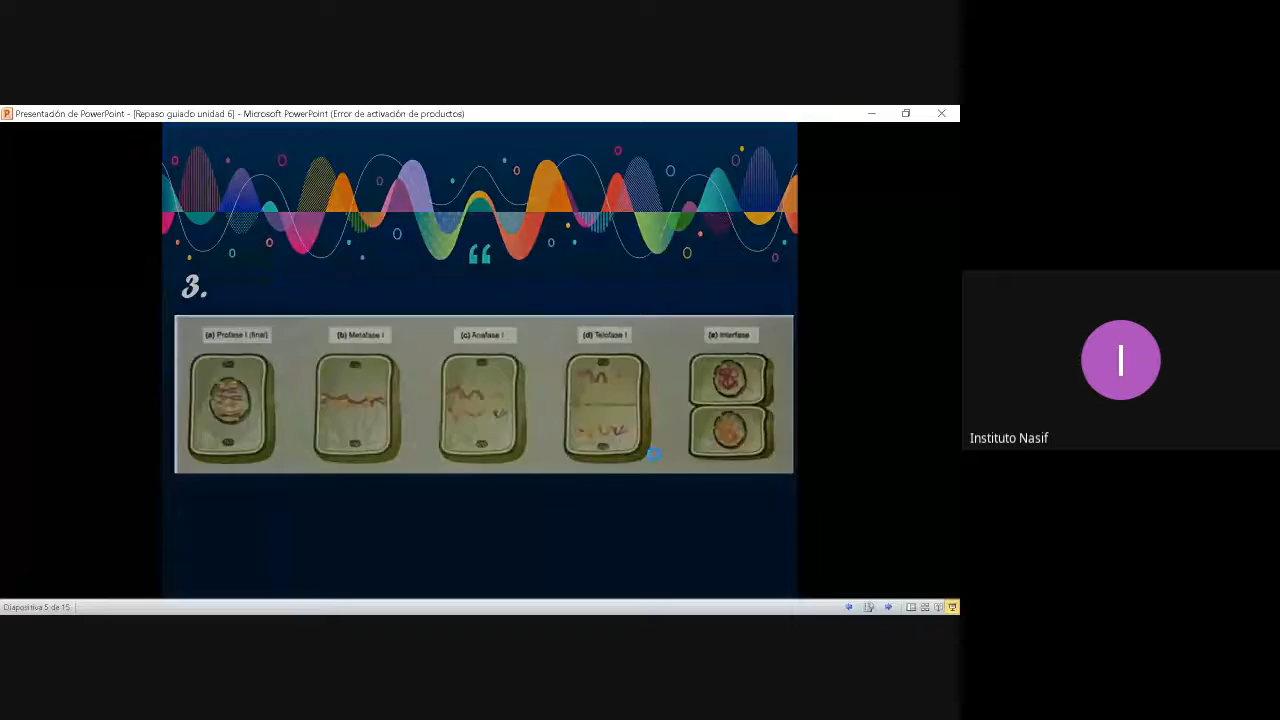 Presentación de PowerPoint - [Repaso guiado unidad 6] - Microsoft PowerPoint (Error de activación de productos)
“
3.
(a) Profase I (final)
(b) Metafase I
(c) Anafase I
(d) Telofase I
(e) Interfase
I
Instituto Nasif
Diapositiva 5 de 15